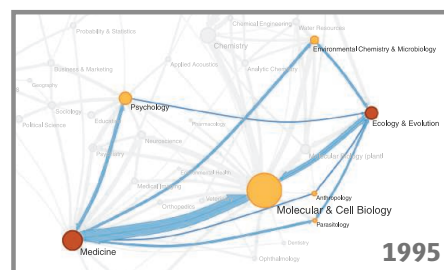 Chemical Engineering
Water Resources
Probability & Statistics
Chemistry
Environmental Chemistry & Microbiology
Applied Acoustics
Analytic Chemistry
Business & Marketing
Geography
Psychology
Sociology
Ecology & Evolution
Political Science
Education
Pharmacology
Neuroscience
Psychiatry
Molecular Biology (plant)
Environmental Health
Medical Imaging
Anthropology
Orthopedics
Molecular & Cell Biology
Parasitology
Medicine
Dentistry
Ophthalmology
1995